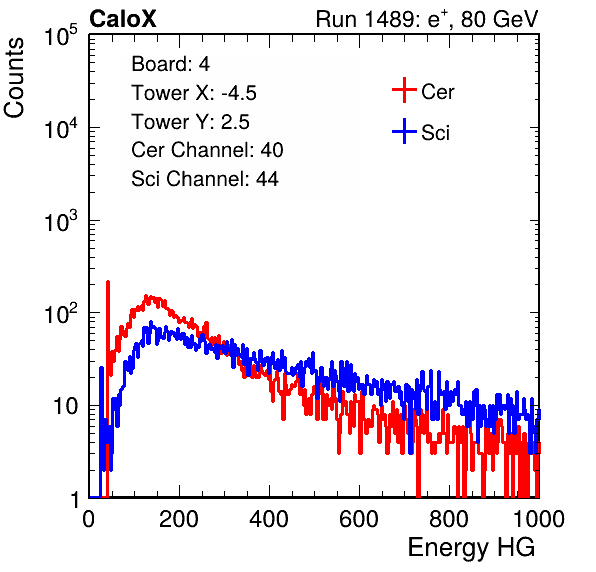 CaloX Run 1489: e⁺, 80 GeV
Counts
10⁵
10⁴
10³
10²
10
1
Board: 4
Tower X: -4.5
Tower Y: 2.5
Cer Channel: 40
Sci Channel: 44
Cer
Sci
0 200 400 600 800 1000
Energy HG